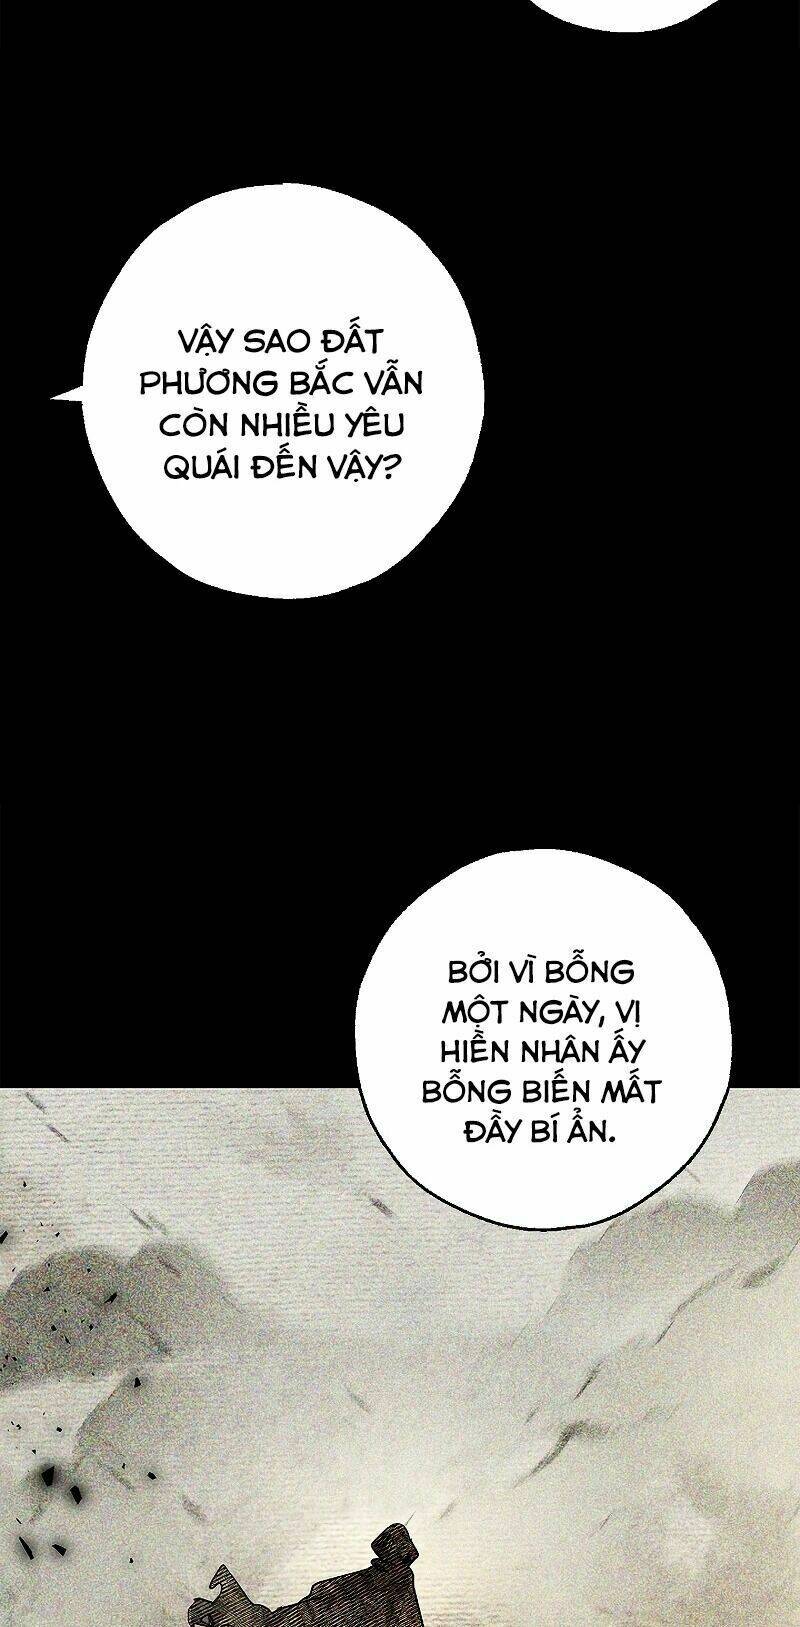 VẬY SAO ĐẤT
PHƯƠNG BẮC VẪN
CÒN NHIỀU YÊU
QUÁI ĐẾN VẬY?
BỞI VÌ BỖNG
MỘT NGÀY, VỊ
HIỀN NHÂN ẤY
BỖNG BIẾN MẤT
ĐẦY BÍ ẨN.